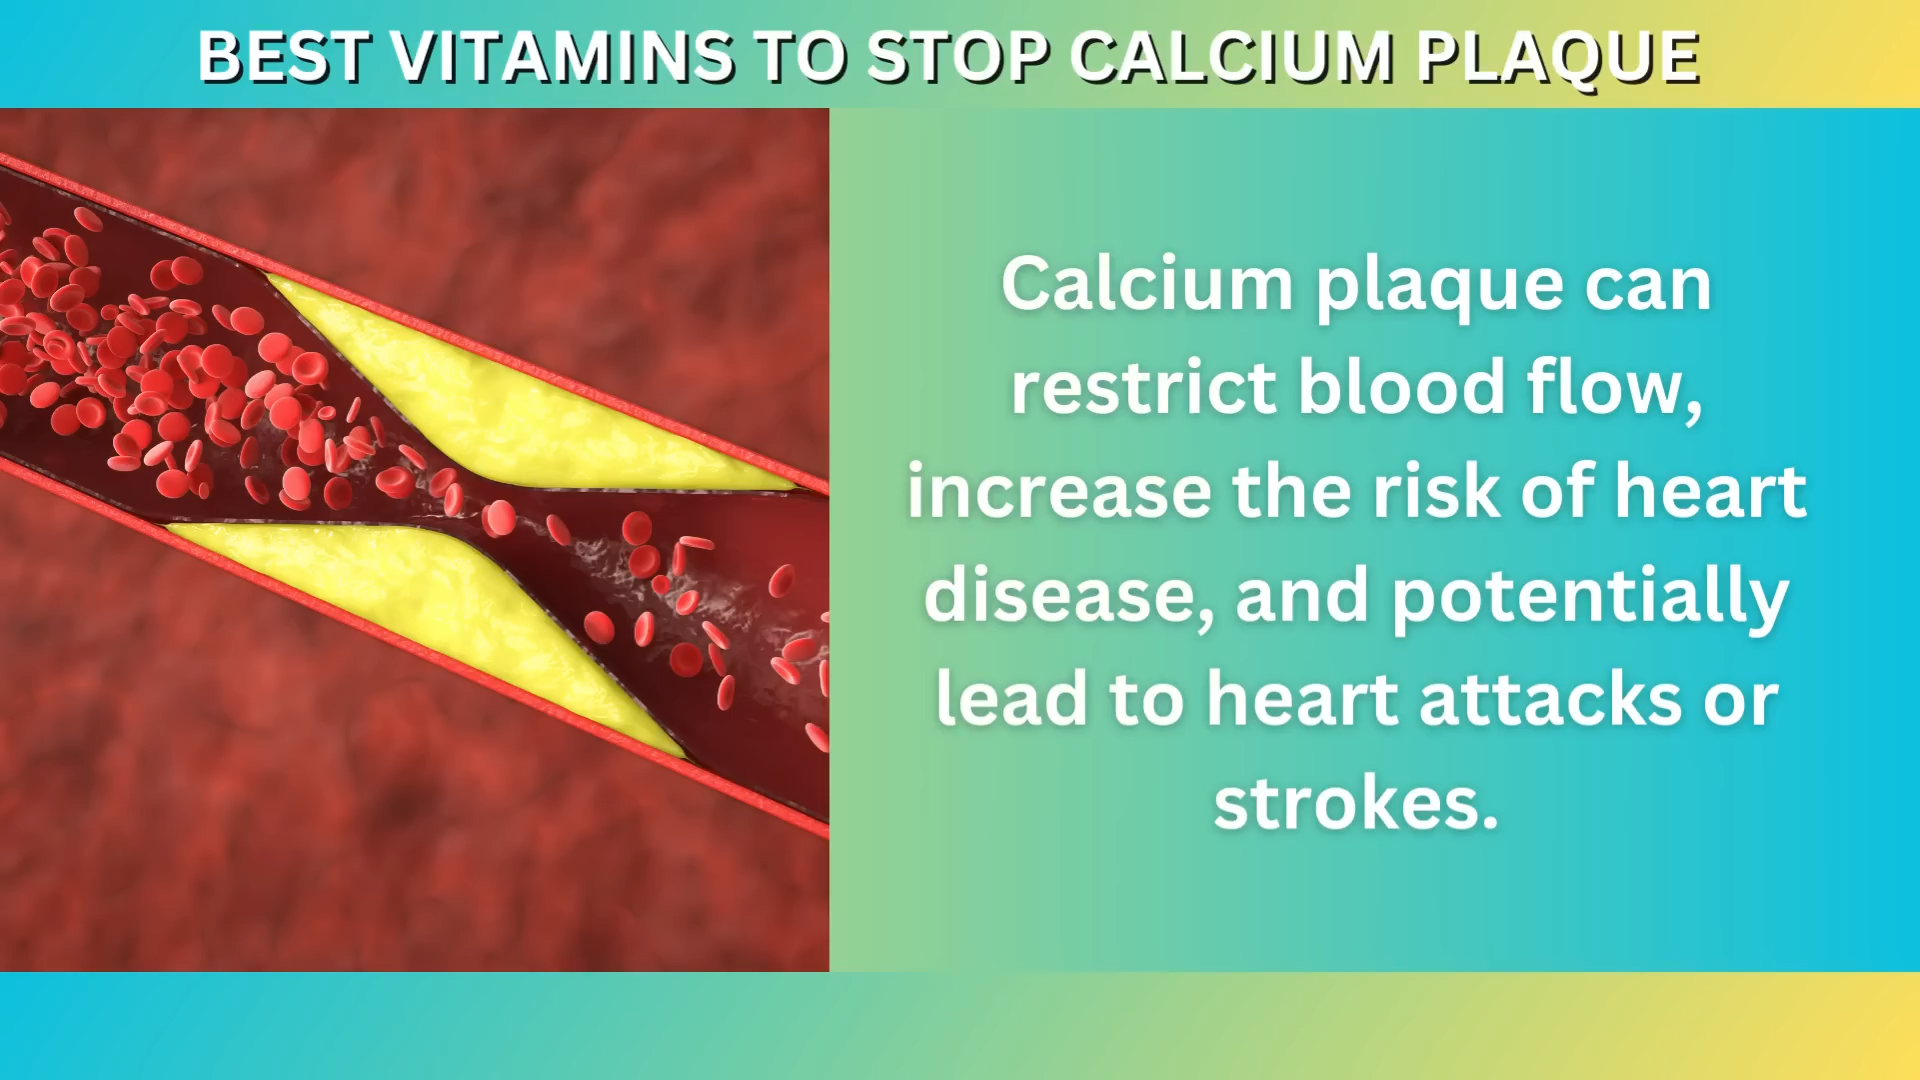 BEST VITAMINS TO STOP CALCIUM PLAQUE
Calcium plaque can
restrict blood flow,
increase the risk of heart
disease, and potentially
lead to heart attacks or
strokes.